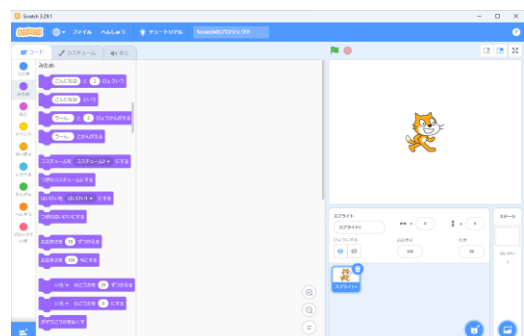 Scratch 3.29.1
SCRATCH ファイル へんしゅう チュートリアル Scratchのプロジェクト
コード コスチューム おと
みため
うごき
みため
おと
イベント
せいぎょ
しらべる
えんざん
へんすう
ブロックていぎ
こんにちは と 2 びょういう
こんにちは という
うーん と 2 びょうかんがえる
うーん とかんがえる
コスチュームを コスチューム2 にする
つぎのコスチュームにする
はいけいを はいけい1 にする
つぎのはいけいにする
おおきさを 10 ずつかえる
おおきさを 100 %にする
いろ のこうかを 25 ずつかえる
いろ のこうかを 0 にする
がぞうこうかをなくす
スプライト
スプライト1
x 0 y 0
ひょうじする おおきさ むき
100 90
スプライト1
ステージ
はいけい